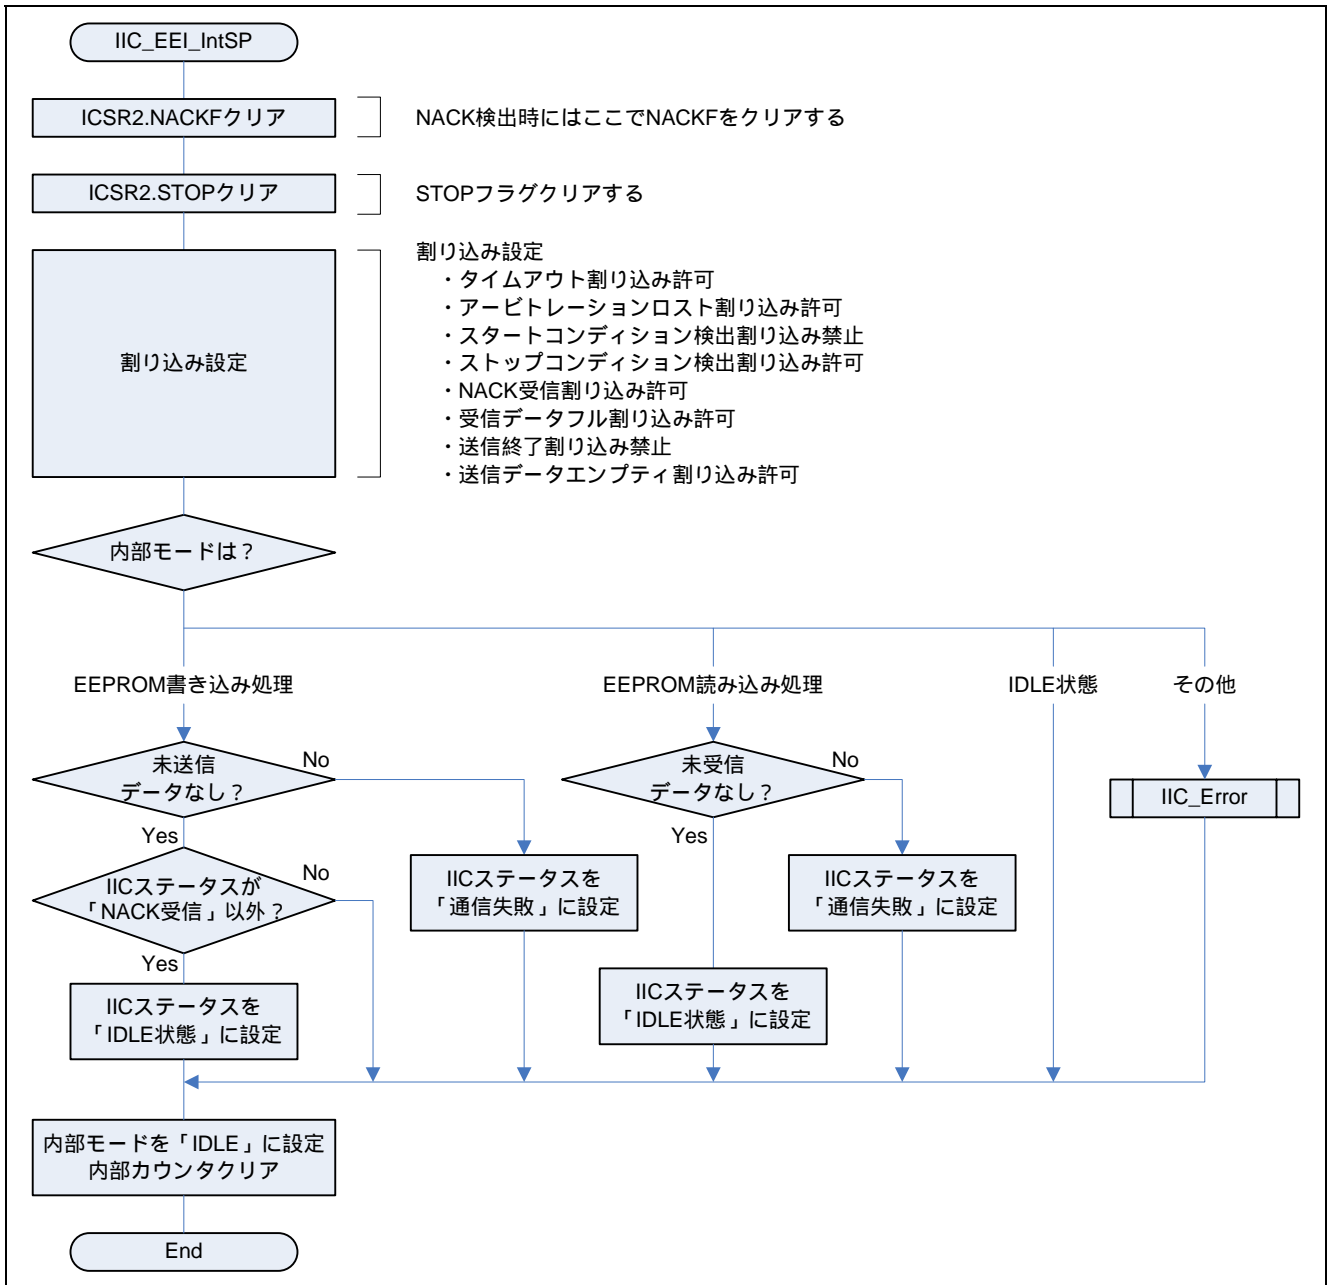 IIC_EEI_IntSP
ICSR2.NACKFクリア
NACK検出時にはここでNACKFをクリアする
ICSR2.STOPクリア
STOPフラグクリアする
割り込み設定
割り込み設定
・タイムアウト割り込み許可
・アービトレーションロスト割り込み許可
・スタートコンディション検出割り込み禁止
・ストップコンディション検出割り込み許可
・NACK受信割り込み許可
・受信データフル割り込み許可
・送信終了割り込み禁止
・送信データエンプティ割り込み許可
内部モードは？
EEPROM書き込み処理
EEPROM読み込み処理
IDLE状態
その他
未送信
データなし？
No
Yes
未受信
データなし？
No
Yes
IIC_Error
IICステータスが
「NACK受信」以外？
No
Yes
IICステータスを
「通信失敗」に設定
IICステータスを
「通信失敗」に設定
IICステータスを
「IDLE状態」に設定
IICステータスを
「IDLE状態」に設定
内部モードを「IDLE」に設定
内部カウンタクリア
End